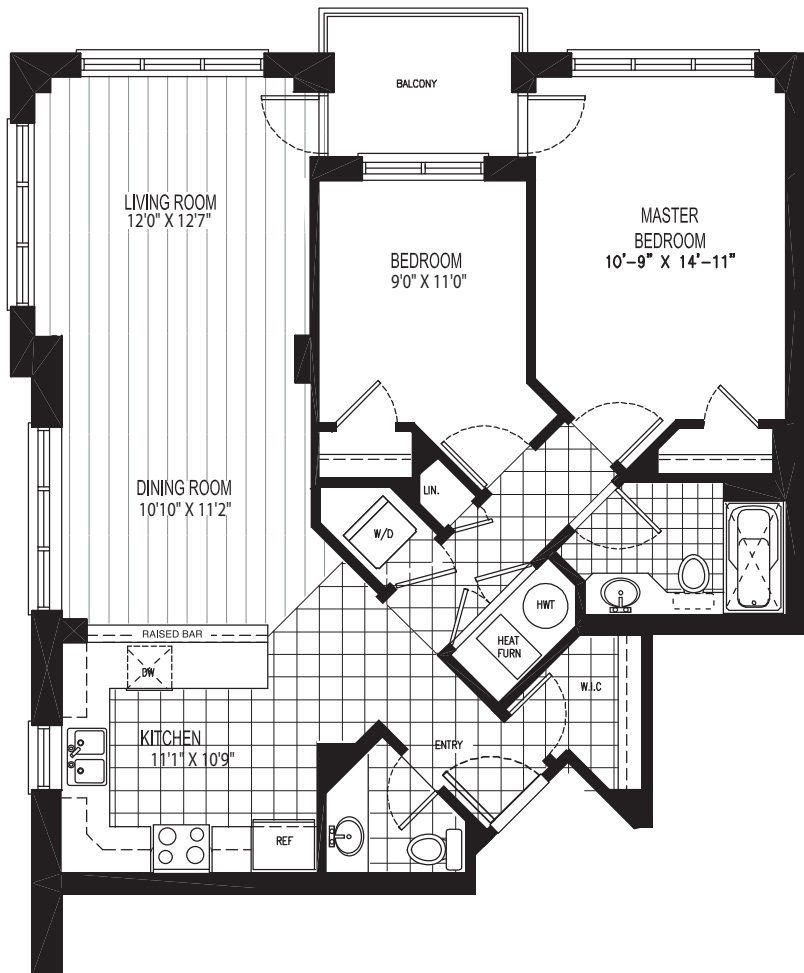 BALCONY
LIVING ROOM
12'0" X 12'7"
MASTER
BEDROOM
10'-9" X 14'-11"
BEDROOM
9'0" X 11'0"
DINING ROOM
10'10" X 11'2"
LIN.
W/D
HWT
HEAT
FURN
RAISED BAR
DW
W.I.C
KITCHEN
11'1" X 10'9"
ENTRY
REF